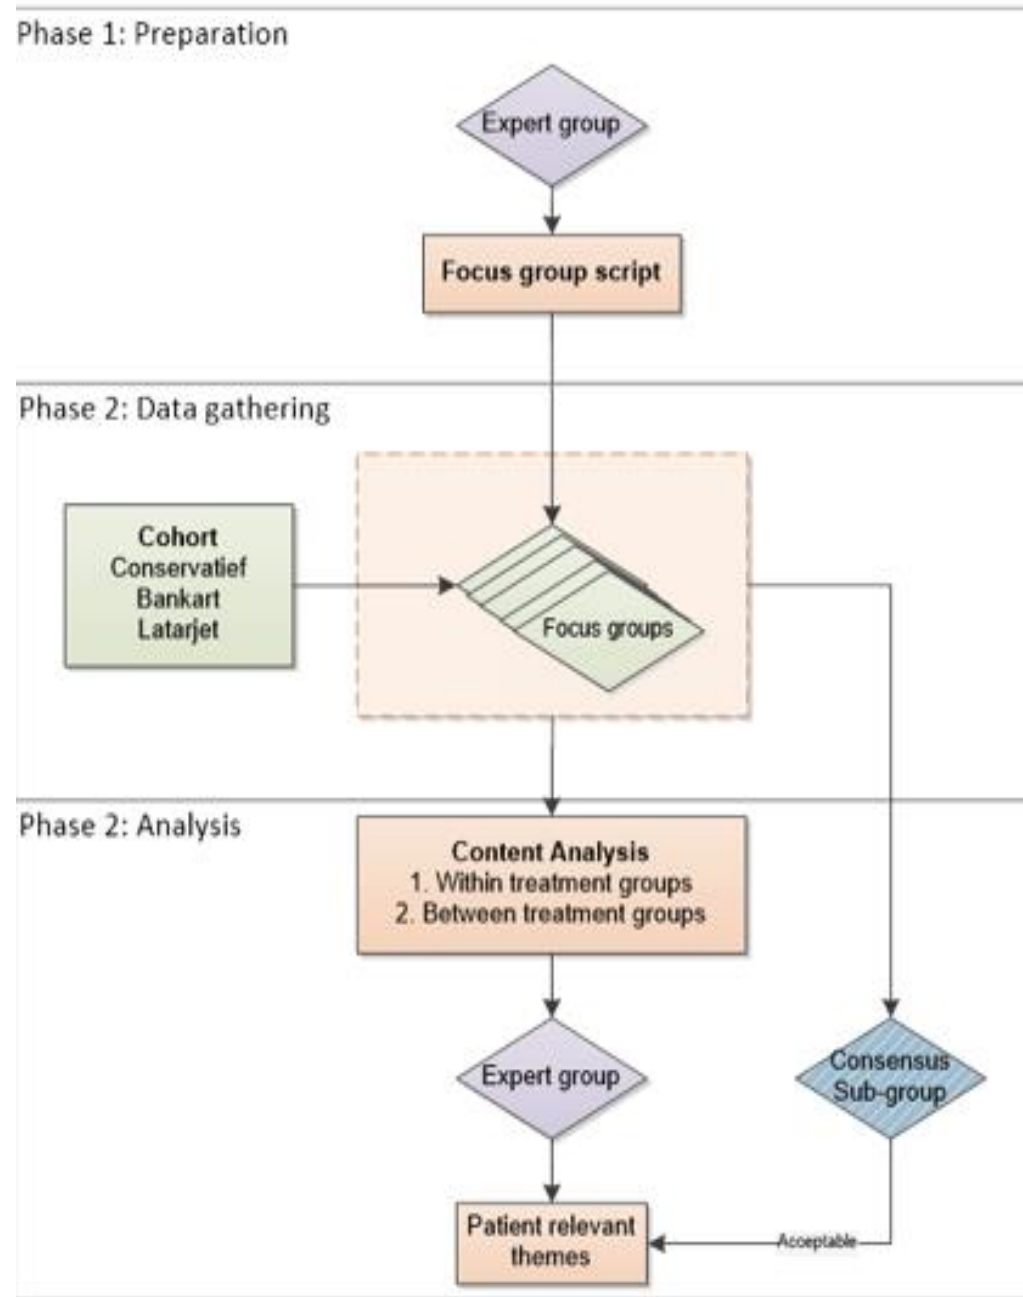 Phase 1: Preparation
Expert group
Focus group script
Phase 2: Data gathering
Cohort
Conservatief
Bankart
Latarjet
Focus groups
Phase 2: Analysis
Content Analysis
1. Within treatment groups
2. Between treatment groups
Expert group
Consensus
Sub-group
Patient relevant
themes
Acceptable